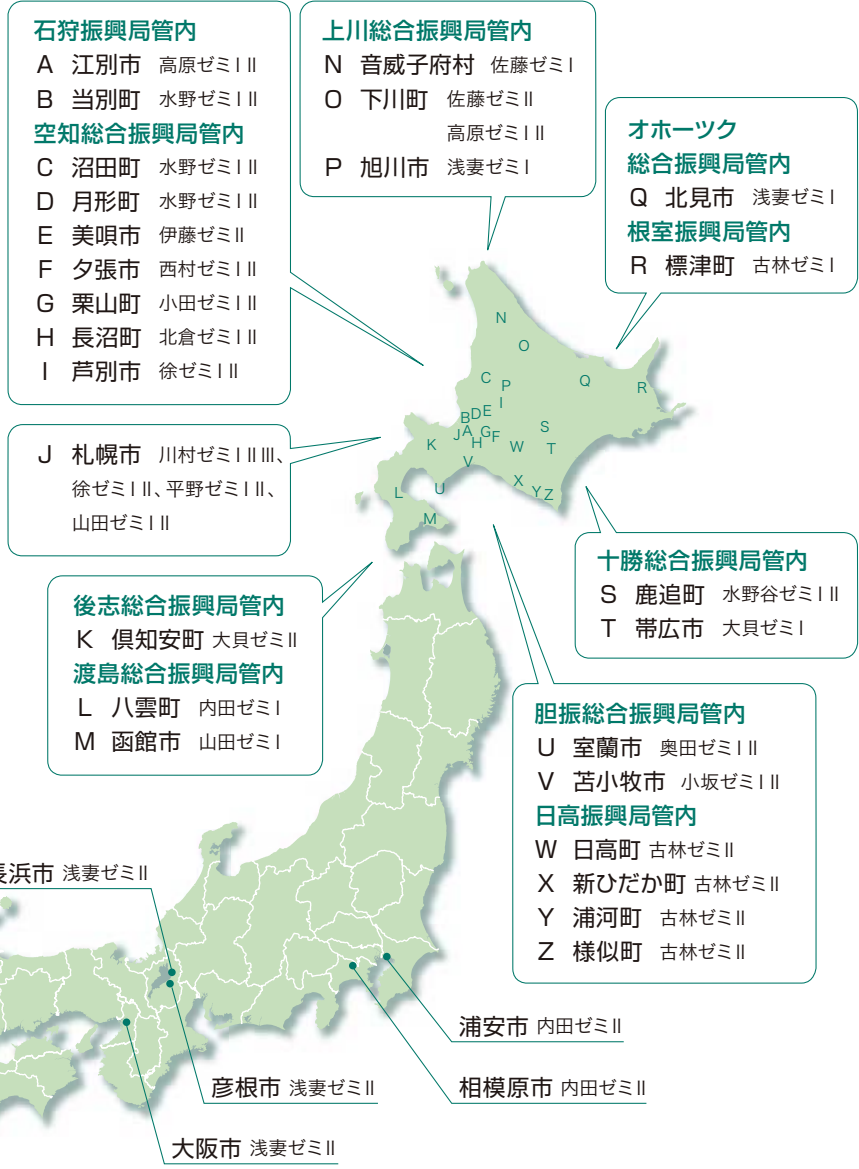 石狩振興局管内
A 江別市 高原ゼミⅠⅡ
B 当別町 水野ゼミⅠⅡ
空知総合振興局管内
C 沼田町 水野ゼミⅠⅡ
D 月形町 水野ゼミⅠⅡ
E 美唄市 伊藤ゼミⅡ
F 夕張市 西村ゼミⅠⅡ
G 栗山町 小田ゼミⅠⅡ
H 長沼町 北倉ゼミⅠⅡ
I 芦別市 徐ゼミⅠⅡ
上川総合振興局管内
N 音威子府村 佐藤ゼミⅠ
O 下川町 佐藤ゼミⅡ
高原ゼミⅠⅡ
P 旭川市 浅妻ゼミⅠ
オホーツク
総合振興局管内
Q 北見市 浅妻ゼミⅠ
根室振興局管内
R 標津町 古林ゼミⅠ
J 札幌市 川村ゼミⅠⅡⅢ、
徐ゼミⅠⅡ、平野ゼミⅠⅡ、
山田ゼミⅠⅡ
N
O
C
P
Q
R
I
B D E
J A G F
H
K
W
S
T
V
L
U
X
Y Z
M
後志総合振興局管内
K 倶知安町 大貝ゼミⅡ
渡島総合振興局管内
L 八雲町 内田ゼミⅠ
M 函館市 山田ゼミⅠ
十勝総合振興局管内
S 鹿追町 水野谷ゼミⅠⅡ
T 帯広市 大貝ゼミⅠ
胆振総合振興局管内
U 室蘭市 奥田ゼミⅠⅡ
V 苫小牧市 小坂ゼミⅠⅡ
日高振興局管内
W 日高町 古林ゼミⅡ
X 新ひだか町 古林ゼミⅡ
Y 浦河町 古林ゼミⅡ
Z 様似町 古林ゼミⅡ
長浜市 浅妻ゼミⅡ
浦安市 内田ゼミⅡ
彦根市 浅妻ゼミⅡ
相模原市 内田ゼミⅡ
大阪市 浅妻ゼミⅡ